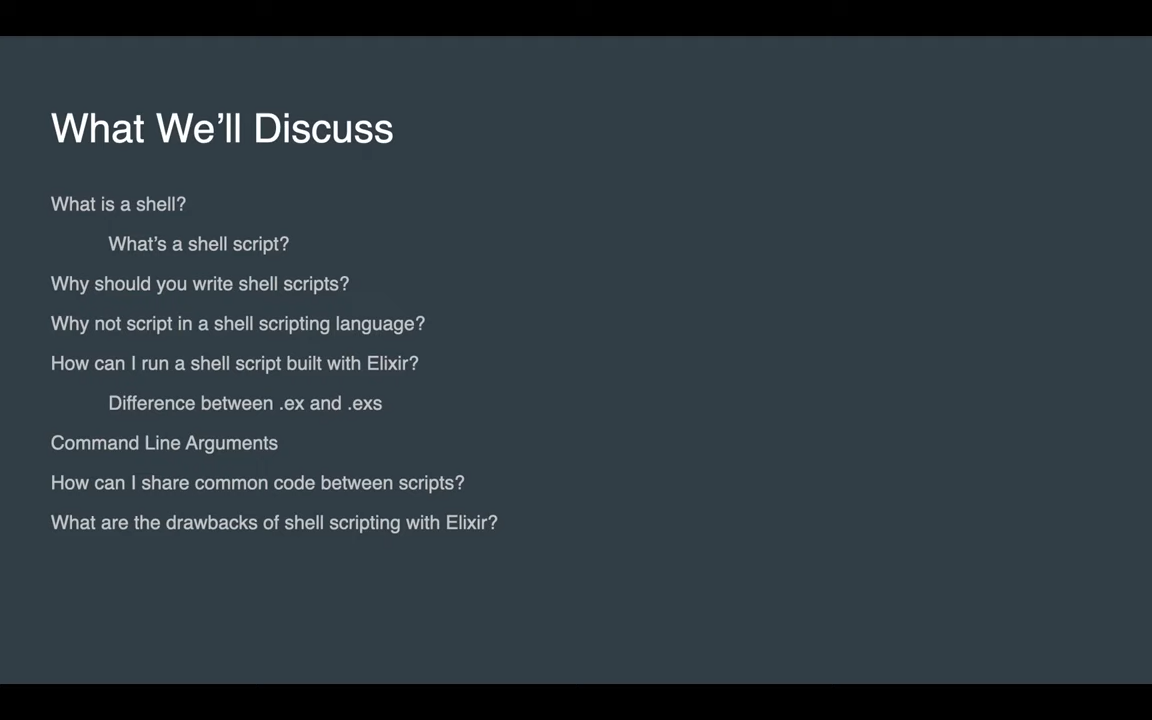 What We’ll Discuss
What is a shell?
What’s a shell script?
Why should you write shell scripts?
Why not script in a shell scripting language?
How can I run a shell script built with Elixir?
Difference between .ex and .exs
Command Line Arguments
How can I share common code between scripts?
What are the drawbacks of shell scripting with Elixir?